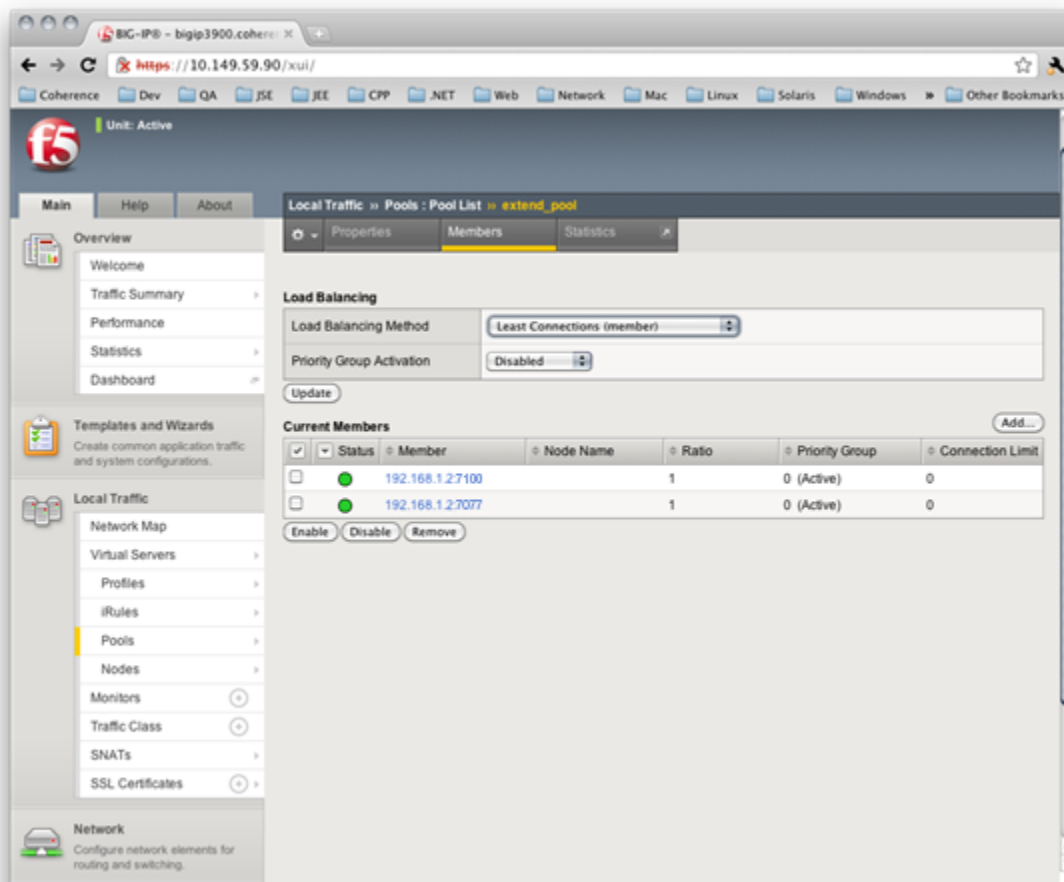 BIG-IP® – bigip3900.cohere
https://10.149.59.90/xui/
Coherence Dev QA JSE JEE CPP .NET Web Network Mac Linux Solaris Windows » Other Bookmarks
f5
Unit: Active
Main Help About
Local Traffic » Pools : Pool List » extend_pool
Properties Members Statistics
Overview
Welcome
Traffic Summary
Performance
Statistics
Dashboard
Templates and Wizards
Create common application traffic
and system configurations.
Local Traffic
Network Map
Virtual Servers
Profiles
iRules
Pools
Nodes
Monitors
Traffic Class
SNATs
SSL Certificates
Network
Configure network elements for
routing and switching.
Load Balancing
Load Balancing Method Least Connections (member)
Priority Group Activation Disabled
Update
Current Members Add...
Status Member Node Name Ratio Priority Group Connection Limit
192.168.1.2:7100 1 0 (Active) 0
192.168.1.2:7077 1 0 (Active) 0
Enable Disable Remove